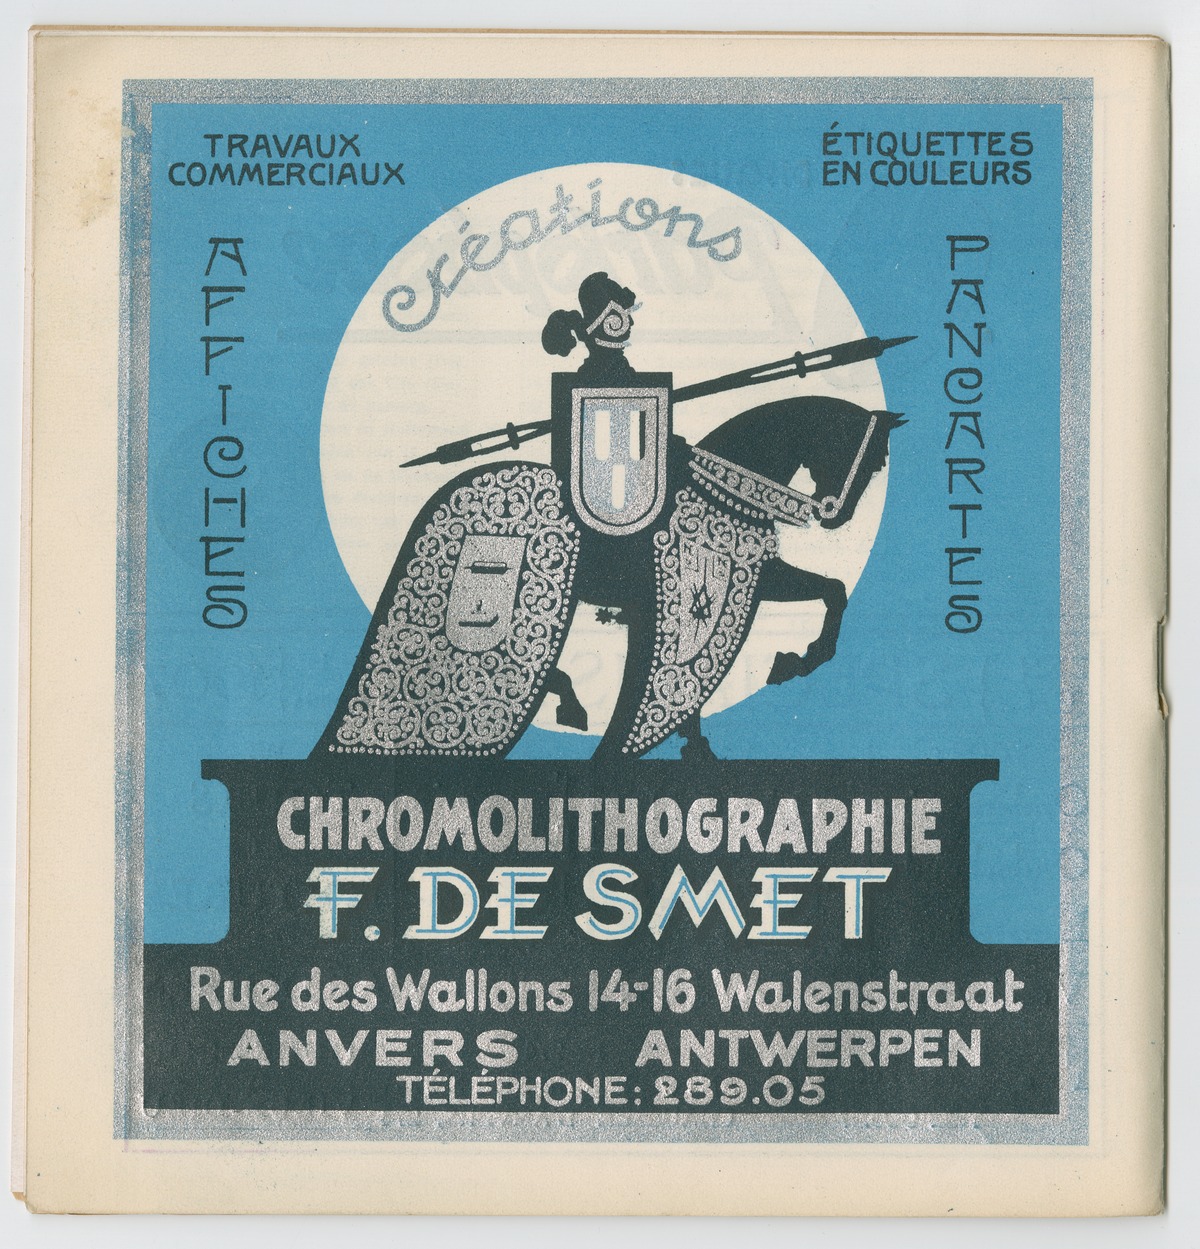 TRAVAUX
COMMERCIAUX
ÉTIQUETTES
EN COULEURS
Créations
AFFICHES
PANCARTES
CHROMOLITHOGRAPHIE
F. DE SMET
Rue des Wallons 14-16 Walenstraat
ANVERS ANTWERPEN
TÉLÉPHONE: 289.05